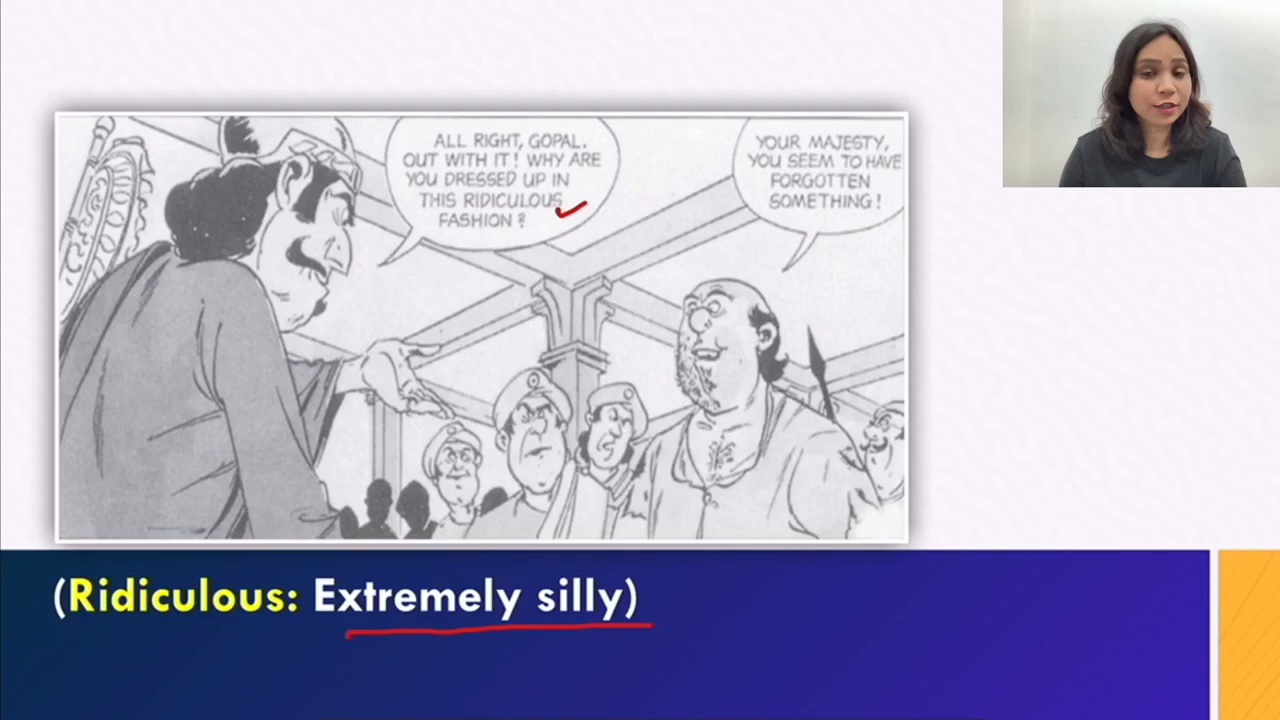 ALL RIGHT, GOPAL.
OUT WITH IT! WHY ARE
YOU DRESSED UP IN
THIS RIDICULOUS
FASHION?
YOUR MAJESTY,
YOU SEEM TO HAVE
FORGOTTEN
SOMETHING!
(Ridiculous: Extremely silly)